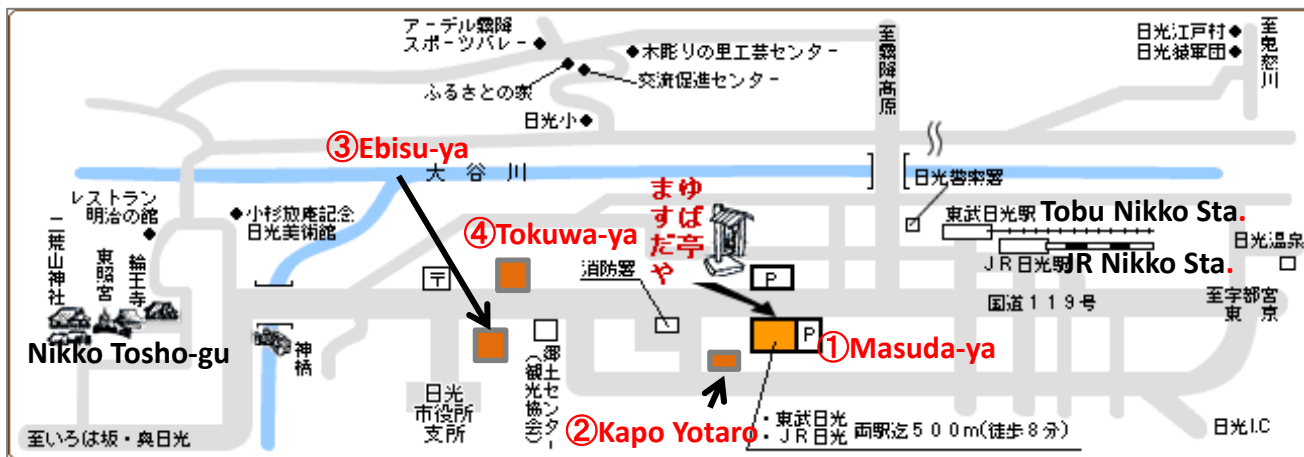 アーデル霧降
スポーツバレー
木彫りの里工芸センター
交流促進センター
ふるさとの家
日光小
至霧降高原
日光江戸村
日光猿軍団
至鬼怒川
③Ebisu-ya
大谷川
日光警察署
レストラン
明治の館
小杉放庵記念
日光美術館
二荒山神社
東照宮
輪王寺
④Tokuwa-ya
ゆば亭
ますだや
消防署
〒
P
東武日光駅 Tobu Nikko Sta.
JR日光駅 JR Nikko Sta.
日光温泉
国道119号
至宇都宮
東京
Nikko Tosho-gu
神橋
P
①Masuda-ya
郷土センター
(観光協会)
日光
市役所
支所
②Kapo Yotaro
・東武日光
・JR日光
両駅迄500m(徒歩8分)
至いろは坂・奥日光
日光I.C